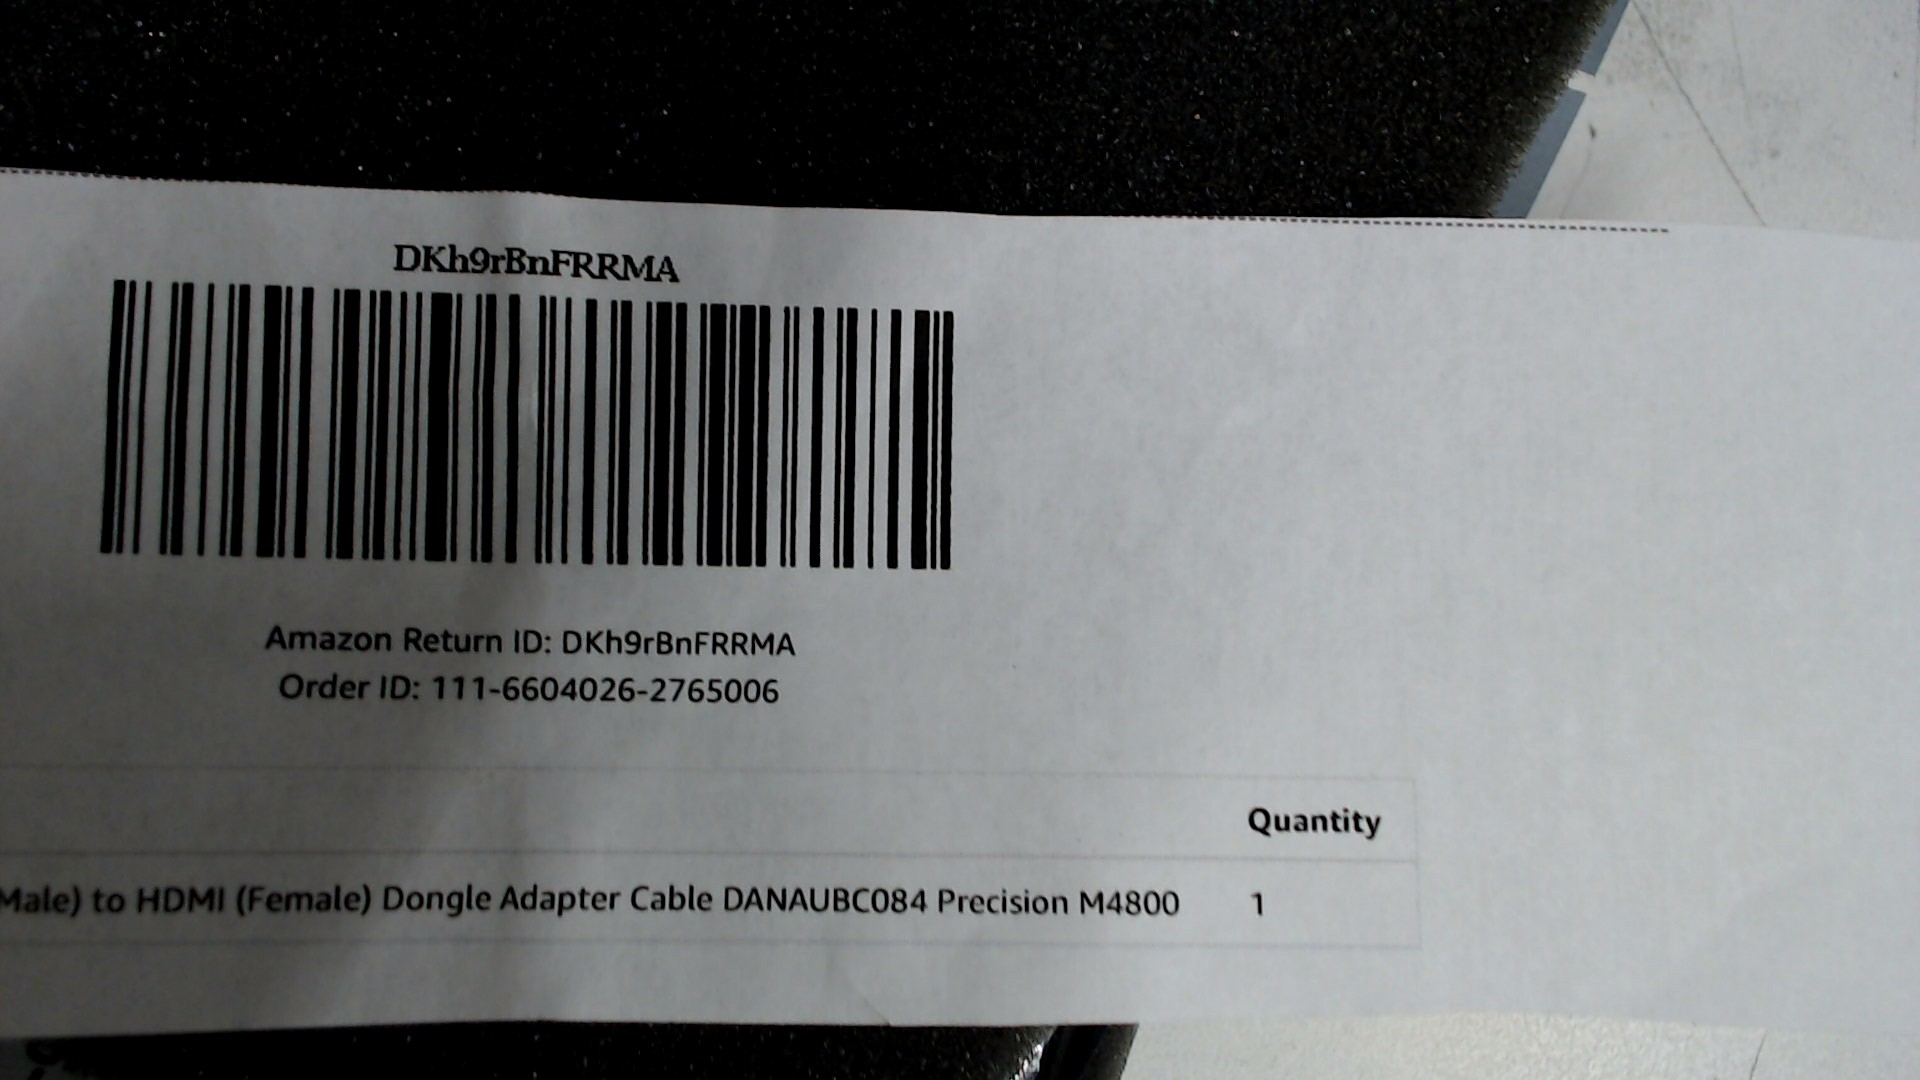 DKh9rBnFRRMA
Amazon Return ID: DKh9rBnFRRMA
Order ID: 111-6604026-2765006
Quantity
Male) to HDMI (Female) Dongle Adapter Cable DANAUBC084 Precision M4800 1